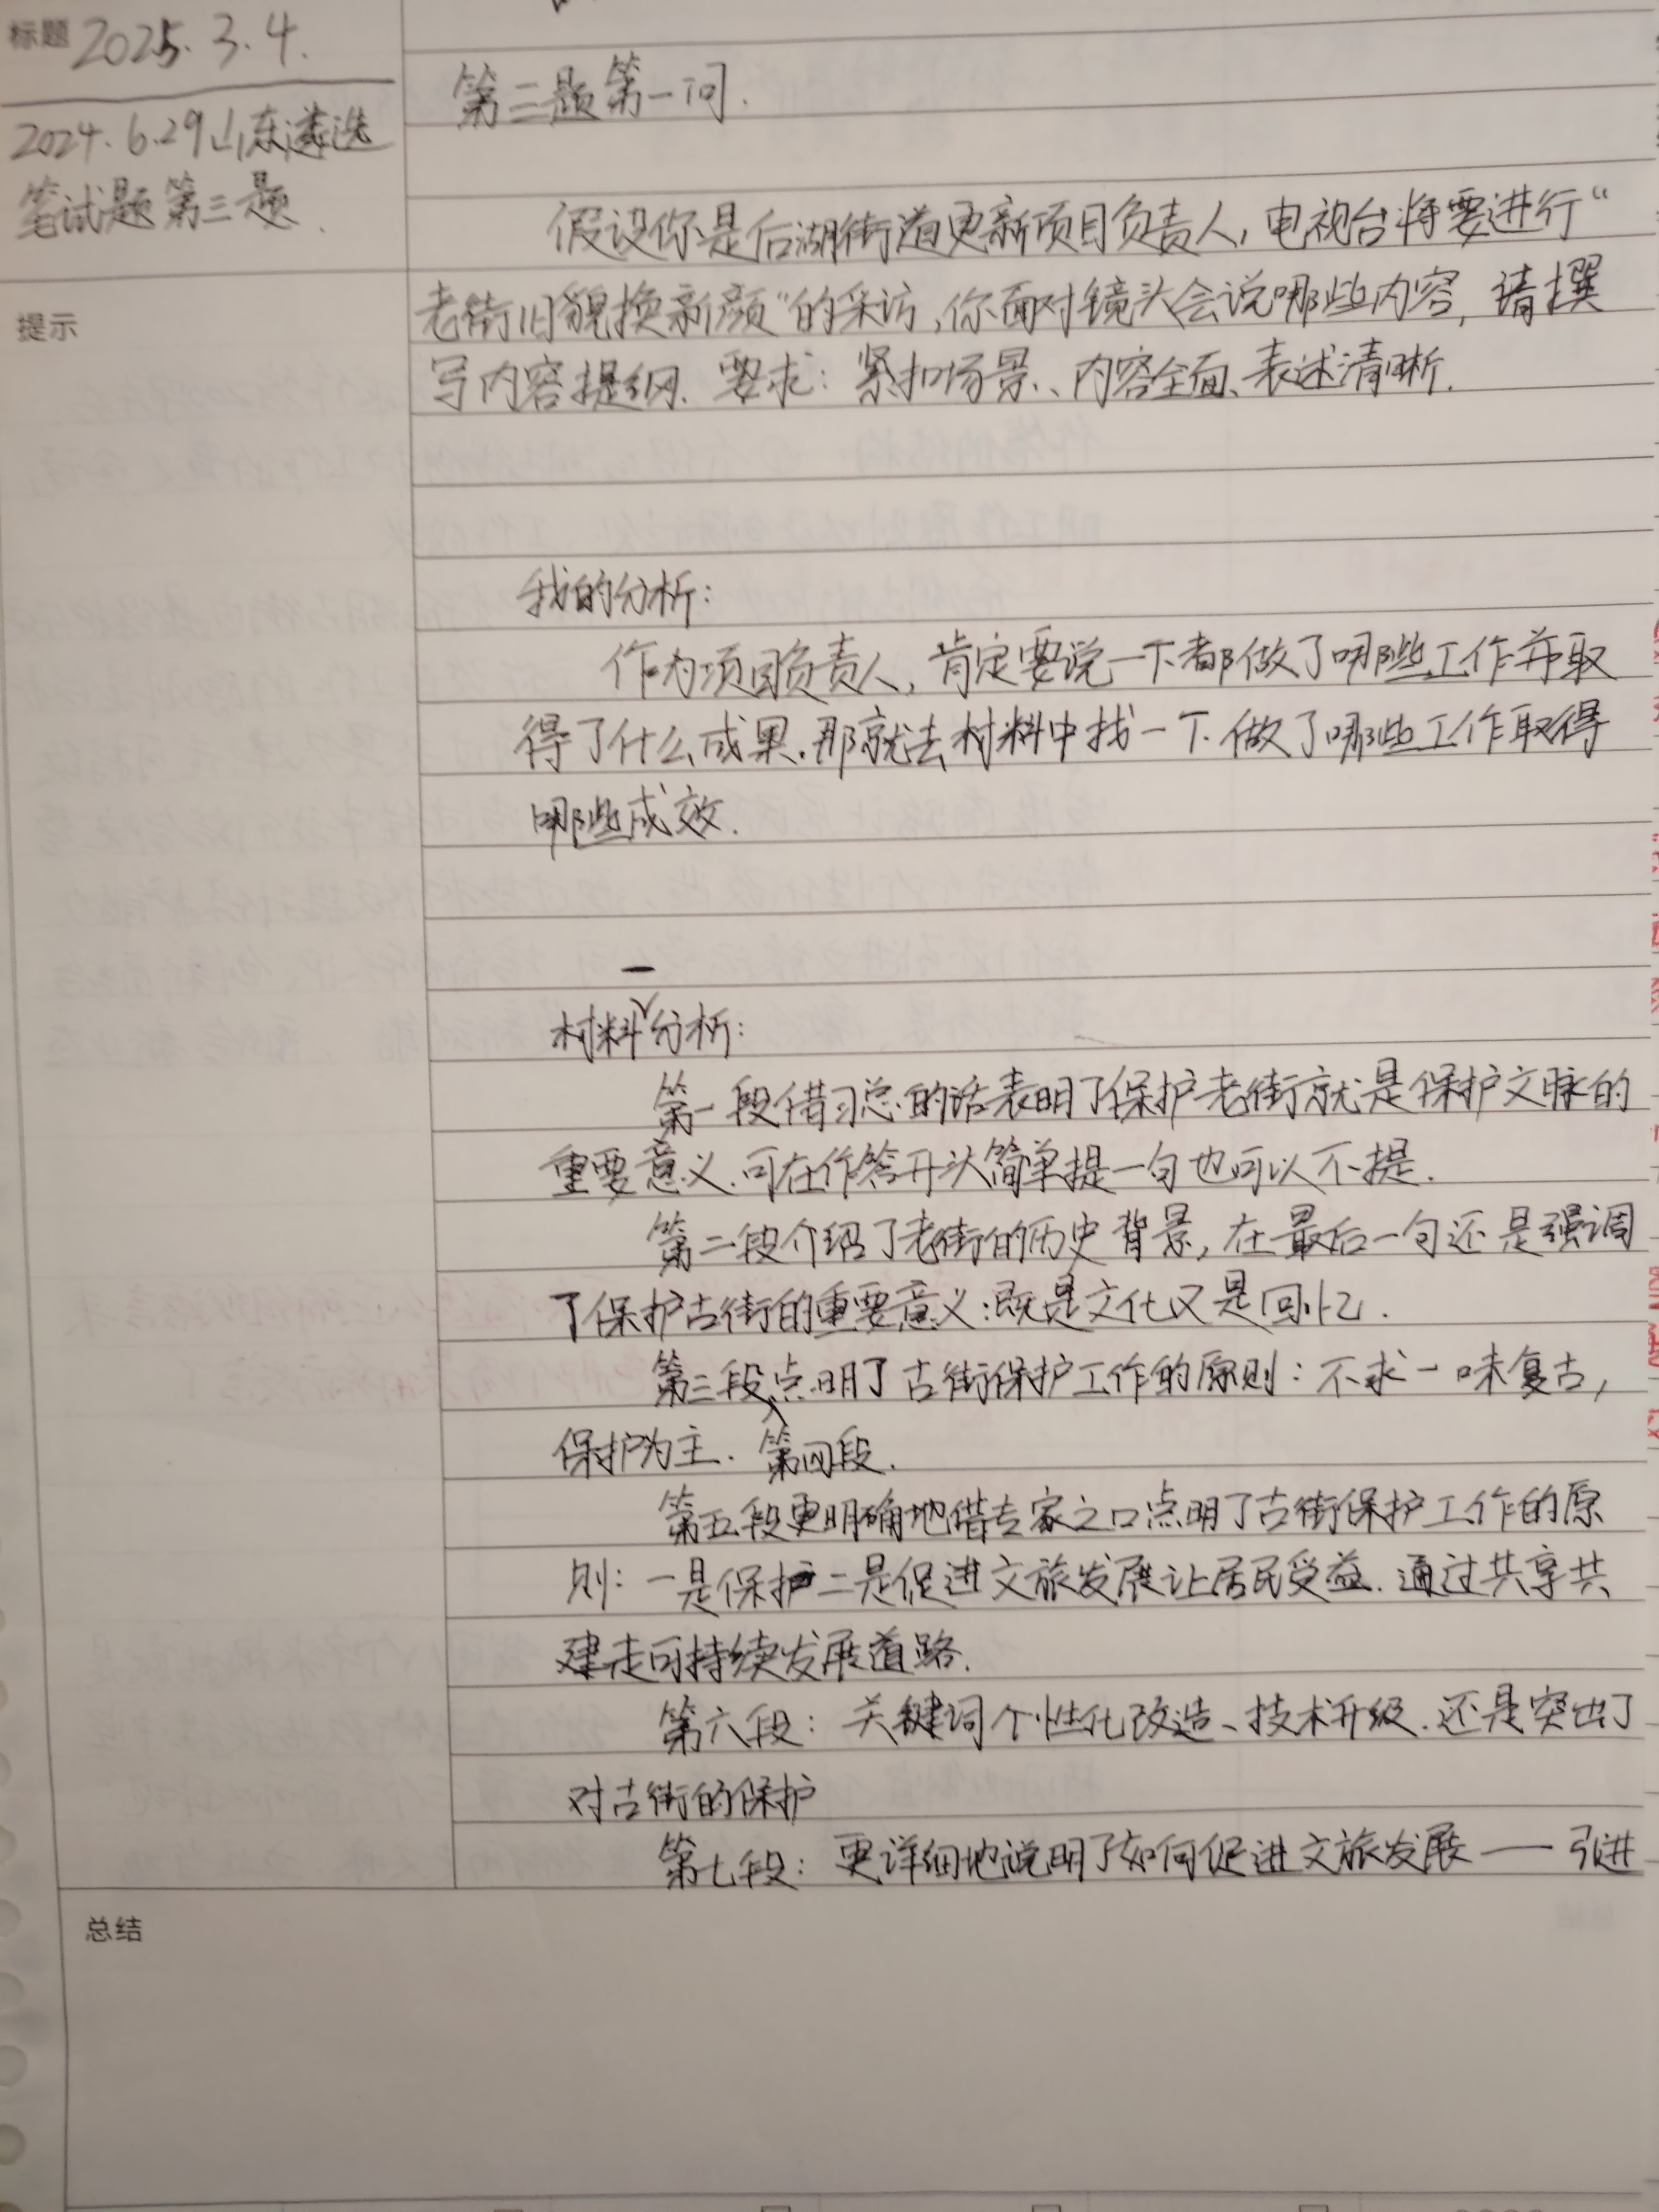 标题 2025.3.4.
2024.6.29山东遴选
笔试题第三题.
提示
第三题第一问.
假设你是后湖街道更新项目负责人,电视台将要进行“
老街旧貌换新颜”的采访,你面对镜头会说哪些内容,请撰
写内容提纲.要求:紧扣场景、内容全面、表述清晰.
我的分析:
作为项目负责人,肯定要说一下都做了哪些工作并取
得了什么成果.那就去材料中找一下做了哪些工作取得
哪些成效.
一
材料分析:
第一段借习总的话表明了保护老街就是保护文脉的
重要意义.可在作答开头简单提一句也可以不提.
第二段介绍了老街的历史背景,在最后一句还是强调
了保护古街的重要意义:既是文化又是回忆.
第三段点明了古街保护工作的原则:不求一味复古,
保护为主. 第四段.
第五段更明确地借专家之口点明了古街保护工作的原
则:一是保护二是促进文旅发展让居民受益.通过共享共
建走可持续发展道路.
第六段:关键词个性化改造、技术升级.还是突出了
对古街的保护
第七段:更详细地说明了如何促进文旅发展——引进
总结